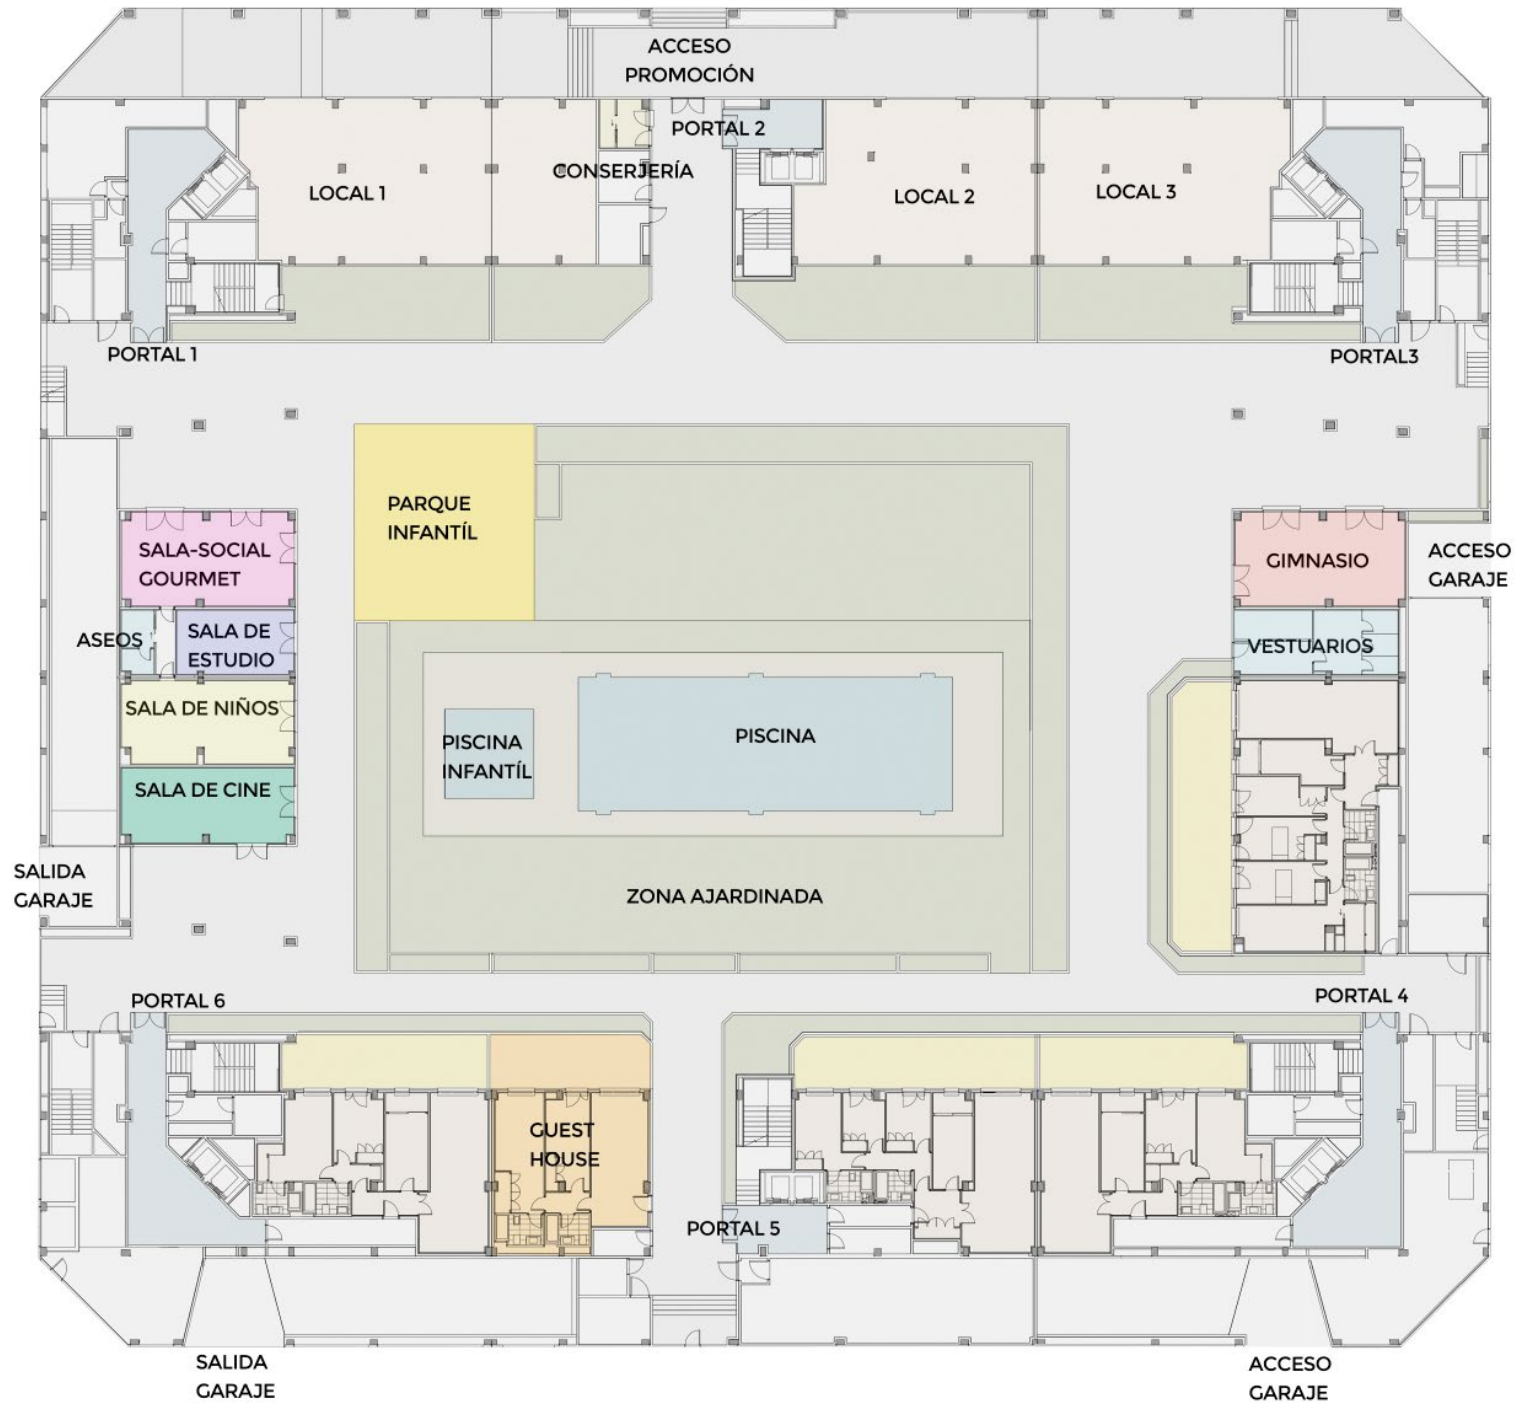 ACCESO
PROMOCIÓN
PORTAL 2
CONSERJERÍA
LOCAL 1
LOCAL 2
LOCAL 3
PORTAL 1
PORTAL3
PARQUE
INFANTÍL
SALA-SOCIAL
GOURMET
GIMNASIO
ACCESO
GARAJE
ASEOS
SALA DE
ESTUDIO
VESTUARIOS
SALA DE NIÑOS
PISCINA
INFANTÍL
PISCINA
SALA DE CINE
SALIDA
GARAJE
ZONA AJARDINADA
PORTAL 6
PORTAL 4
GUEST
HOUSE
PORTAL 5
SALIDA
GARAJE
ACCESO
GARAJE